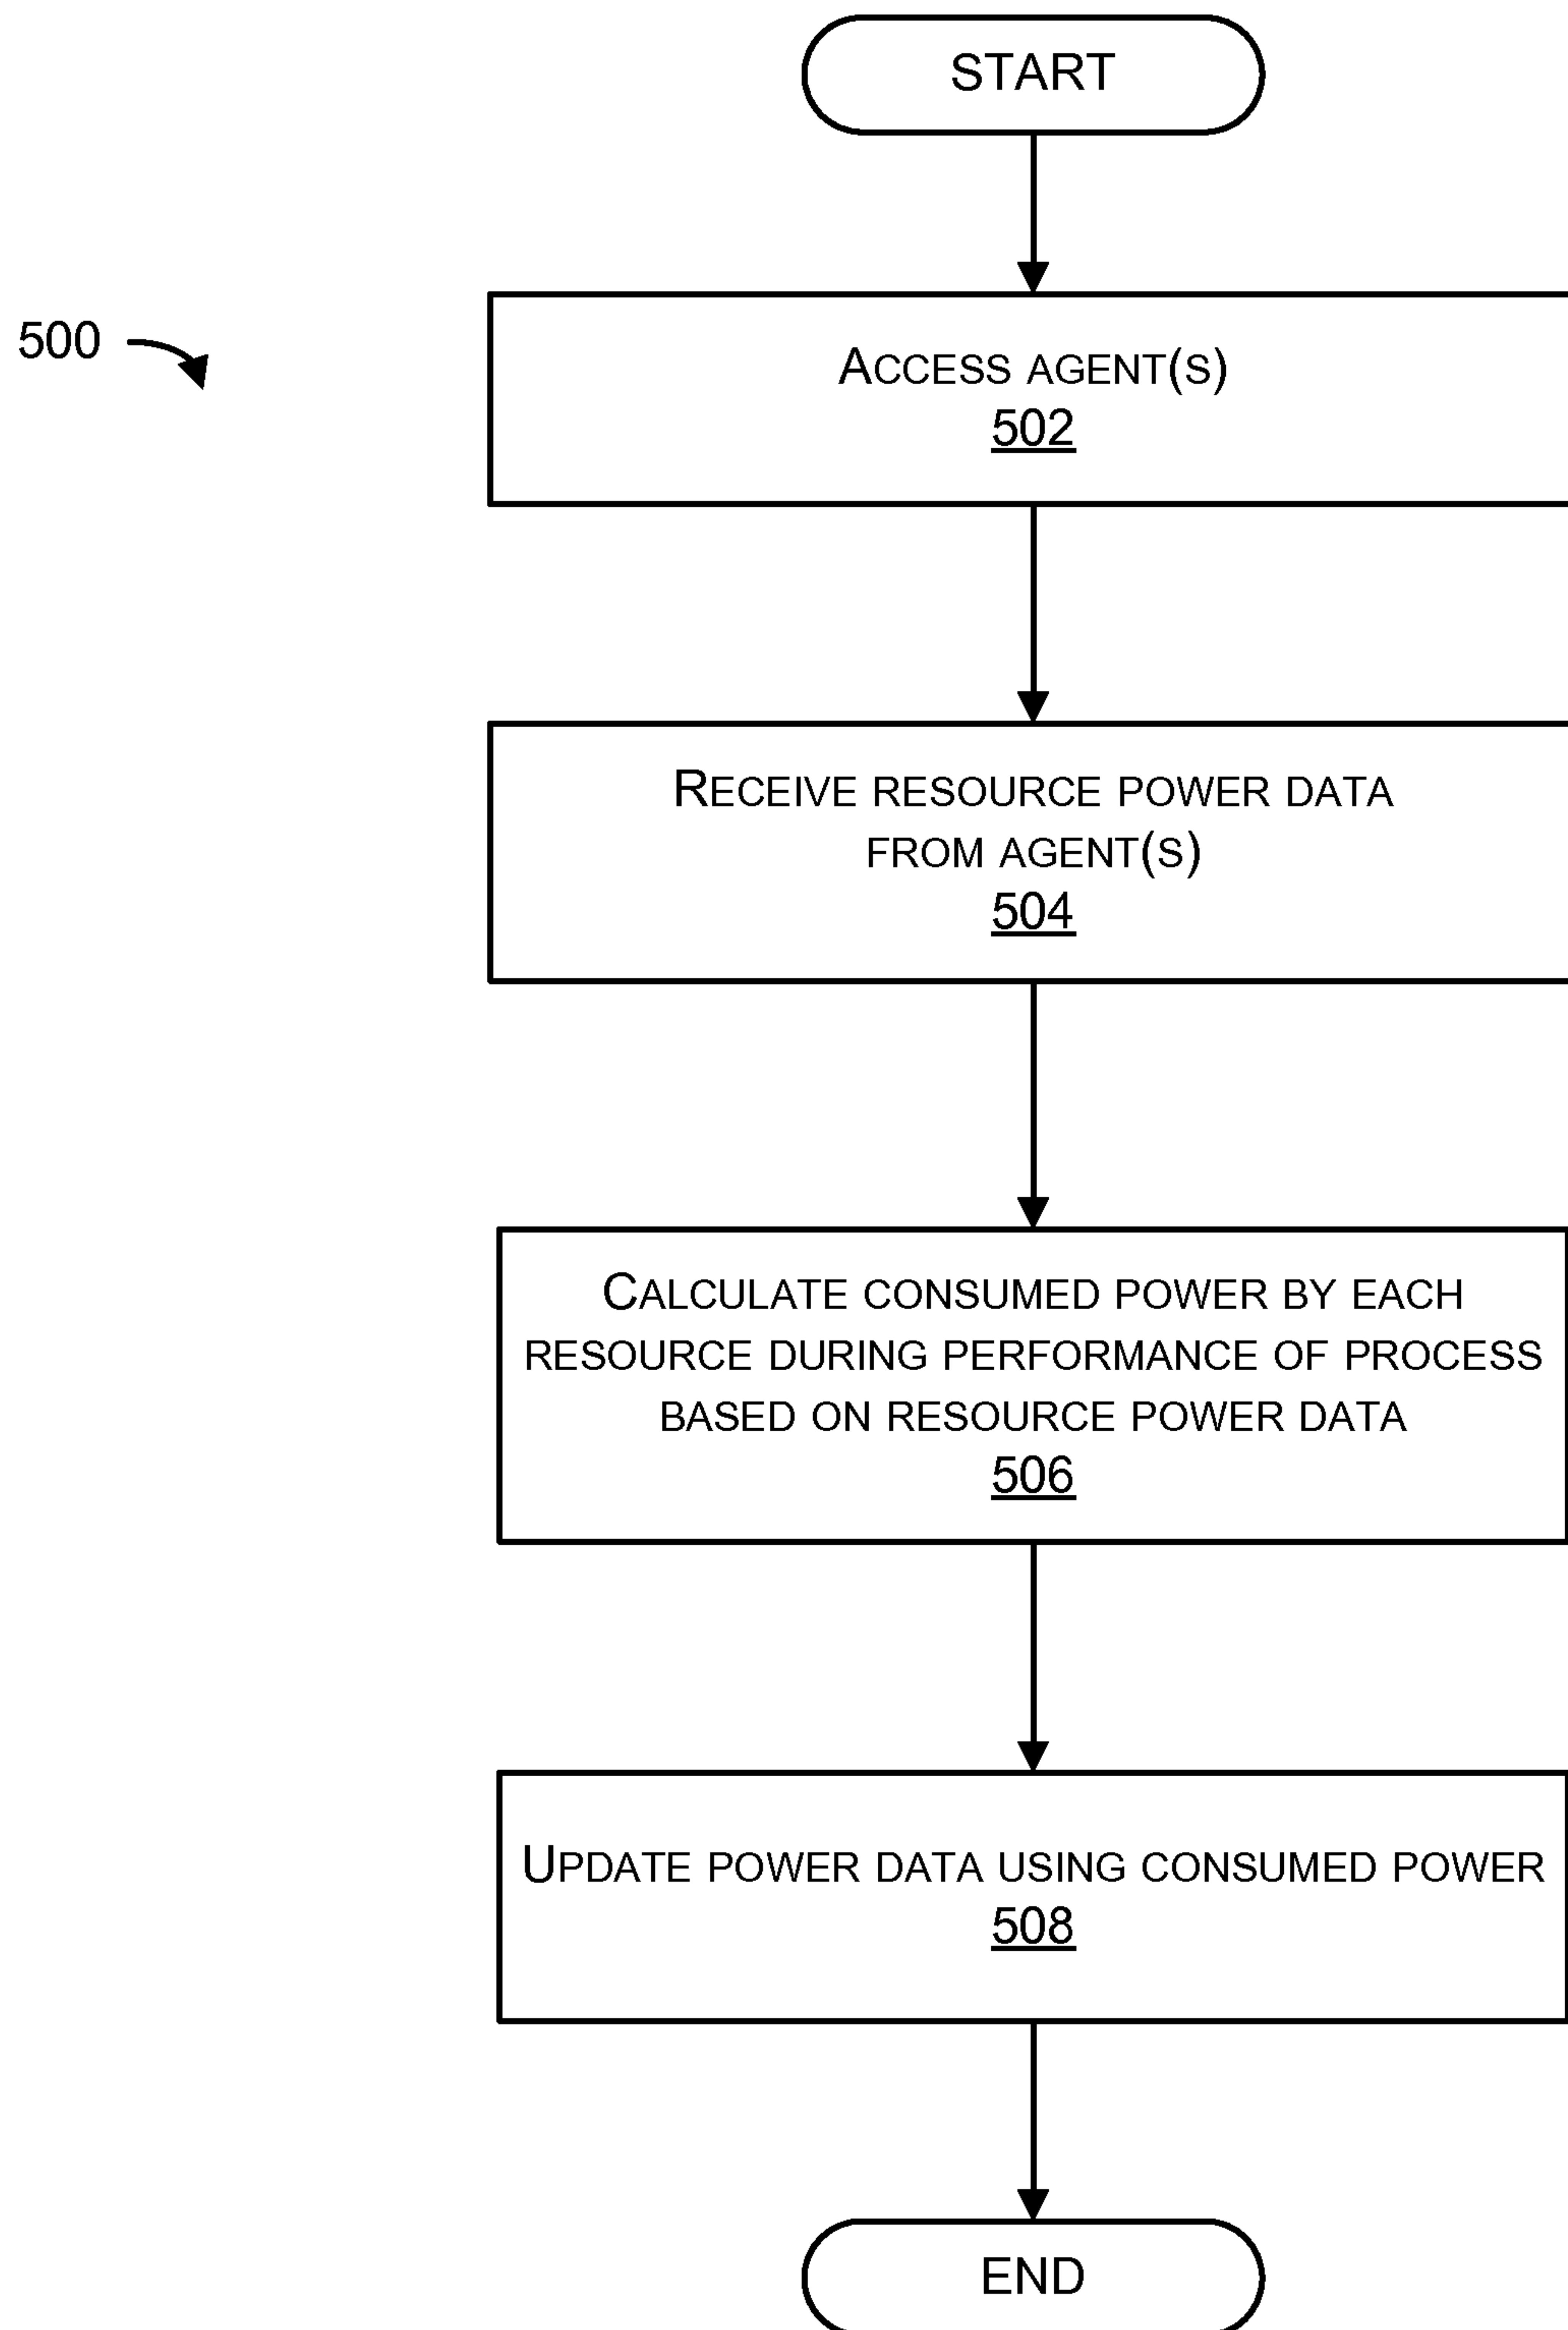 START
500
ACCESS AGENT(S)
502
RECEIVE RESOURCE POWER DATA
FROM AGENT(S)
504
CALCULATE CONSUMED POWER BY EACH
RESOURCE DURING PERFORMANCE OF PROCESS
BASED ON RESOURCE POWER DATA
506
UPDATE POWER DATA USING CONSUMED POWER
508
END